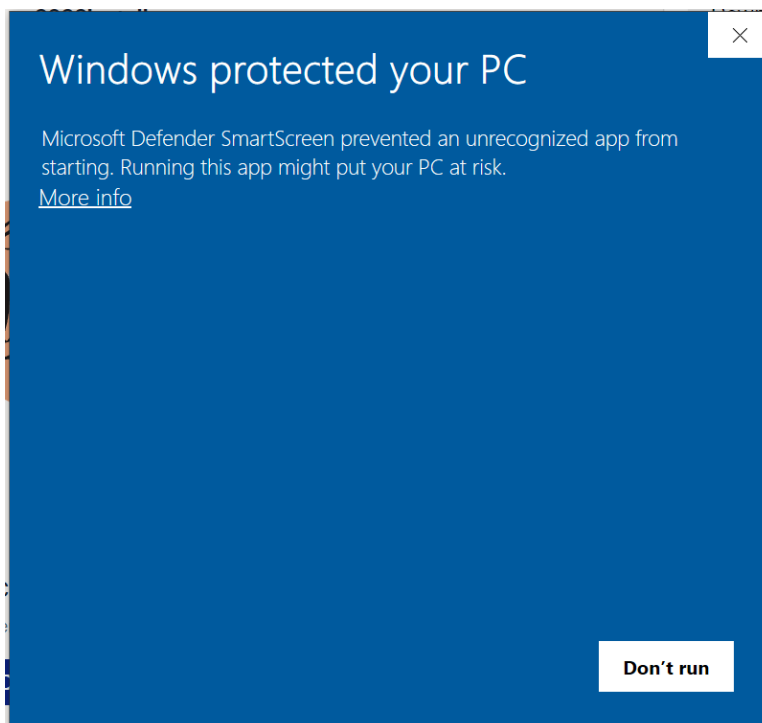 Windows protected your PC
Microsoft Defender SmartScreen prevented an unrecognized app from
starting. Running this app might put your PC at risk.
More info
Don't run